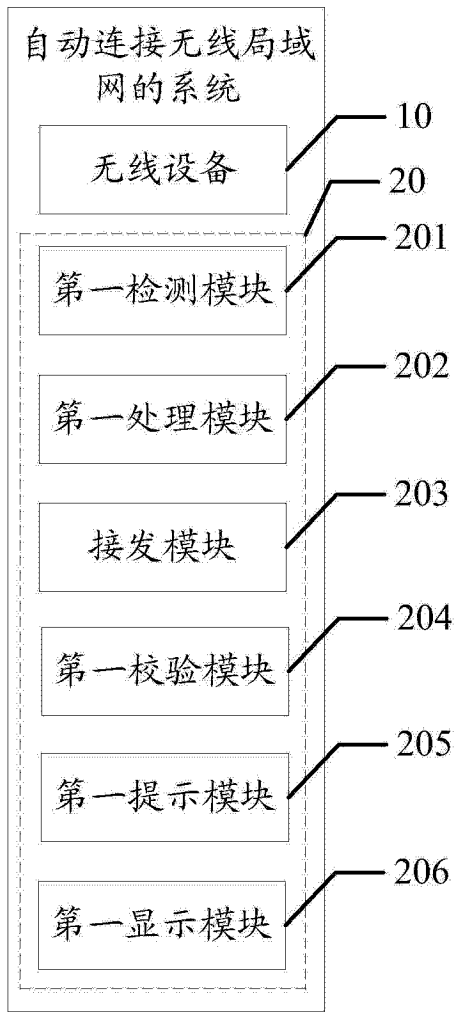 自动连接无线局域
网的系统
无线设备
10
20
第一检测模块
201
第一处理模块
202
接发模块
203
第一校验模块
204
第一提示模块
205
第一显示模块
206